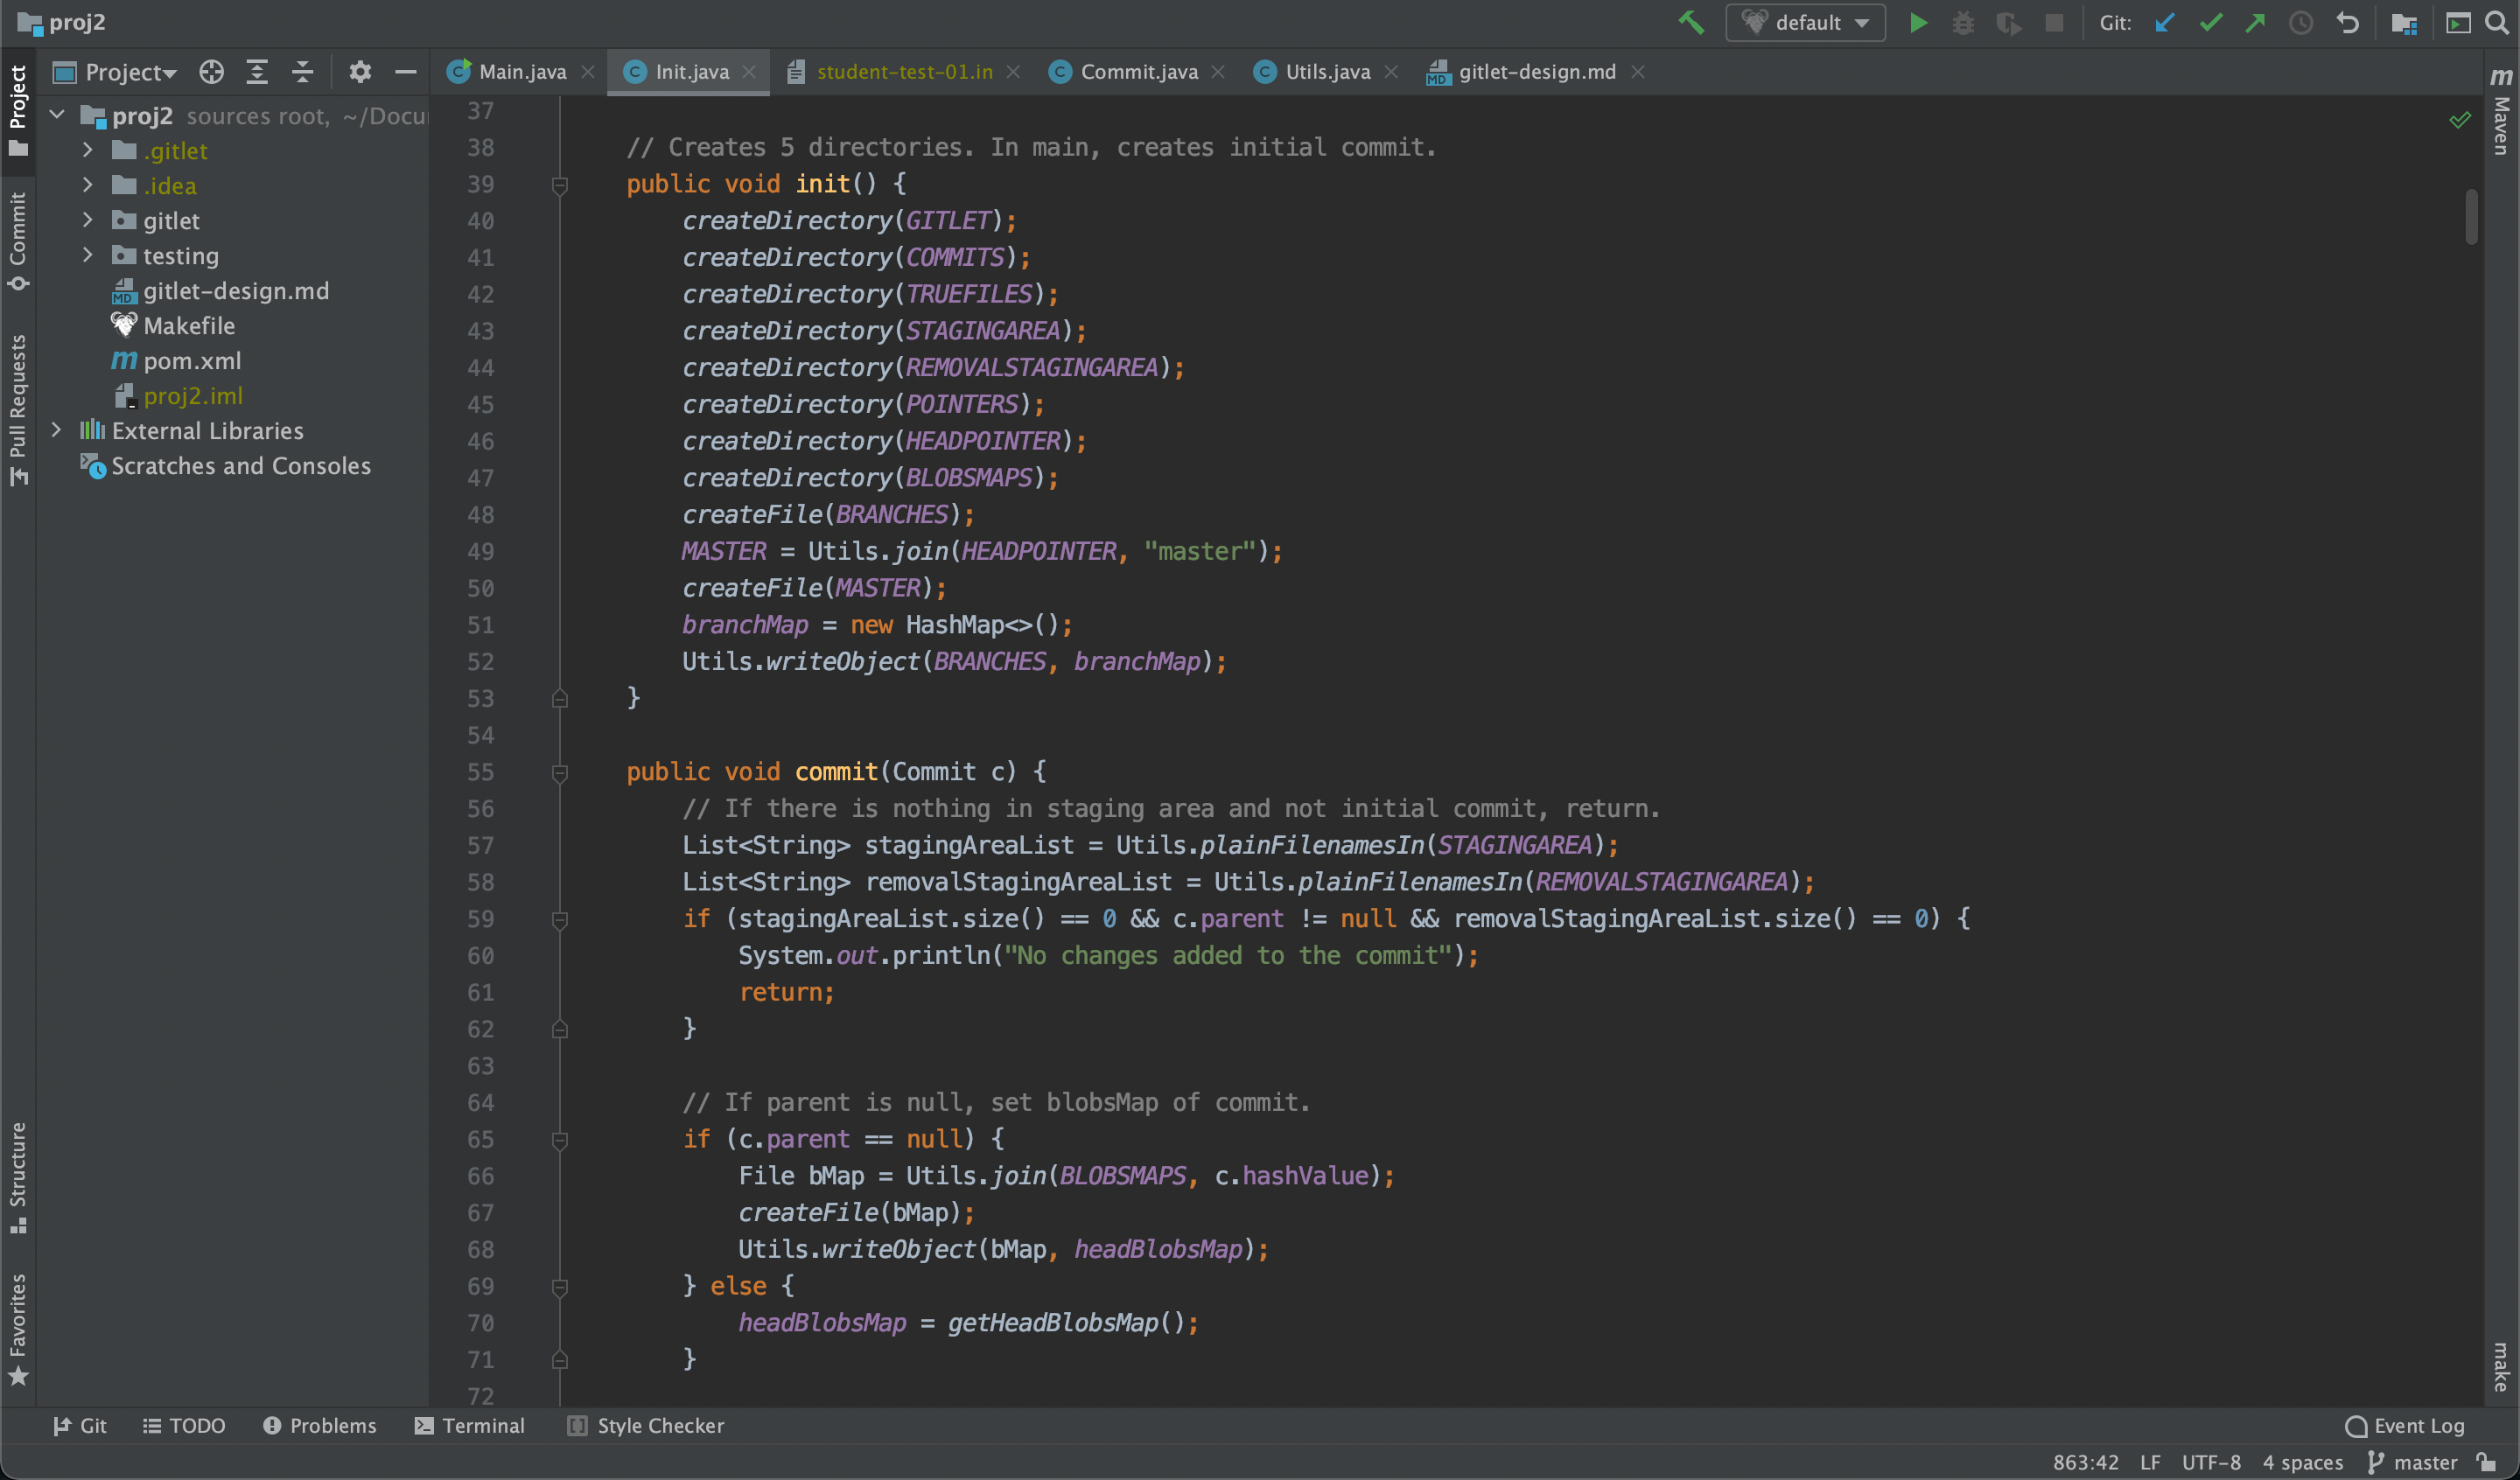 proj2
default
Git:
Project
Main.java
Init.java
student-test-01.in
Commit.java
Utils.java
gitlet-design.md
Project
Commit
Pull Requests
Structure
Favorites
proj2 sources root, ~/Docu
.gitlet
.idea
gitlet
testing
gitlet-design.md
Makefile
pom.xml
proj2.iml
External Libraries
Scratches and Consoles
37
38 // Creates 5 directories. In main, creates initial commit.
39 public void init() {
40 createDirectory(GITLET);
41 createDirectory(COMMITS);
42 createDirectory(TRUEFILES);
43 createDirectory(STAGINGAREA);
44 createDirectory(REMOVALSTAGINGAREA);
45 createDirectory(POINTERS);
46 createDirectory(HEADPOINTER);
47 createDirectory(BLOBSMAPS);
48 createFile(BRANCHES);
49 MASTER = Utils.join(HEADPOINTER, "master");
50 createFile(MASTER);
51 branchMap = new HashMap<>();
52 Utils.writeObject(BRANCHES, branchMap);
53 }
54
55 public void commit(Commit c) {
56 // If there is nothing in staging area and not initial commit, return.
57 List<String> stagingAreaList = Utils.plainFilenamesIn(STAGINGAREA);
58 List<String> removalStagingAreaList = Utils.plainFilenamesIn(REMOVALSTAGINGAREA);
59 if (stagingAreaList.size() == 0 && c.parent != null && removalStagingAreaList.size() == 0) {
60 System.out.println("No changes added to the commit");
61 return;
62 }
63
64 // If parent is null, set blobsMap of commit.
65 if (c.parent == null) {
66 File bMap = Utils.join(BLOBSMAPS, c.hashValue);
67 createFile(bMap);
68 Utils.writeObject(bMap, headBlobsMap);
69 } else {
70 headBlobsMap = getHeadBlobsMap();
71 }
72
m Maven
make
Git
TODO
Problems
Terminal
Style Checker
Event Log
863:42 LF UTF-8 4 spaces master